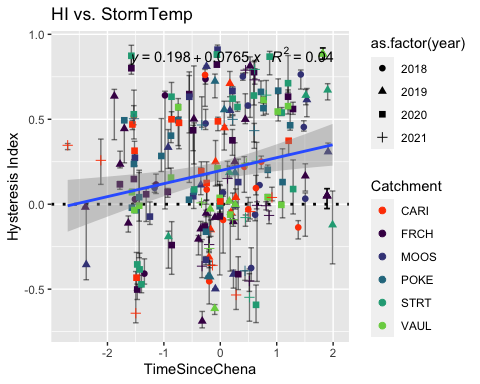 HI vs. StormTemp
y = 0.198 + 0.0765 x  R² = 0.04
1.0
0.5
0.0
-0.5
Hysteresis Index
-2
-1
0
1
2
TimeSinceChena
as.factor(year)
2018
2019
2020
2021
Catchment
CARI
FRCH
MOOS
POKE
STRT
VAUL